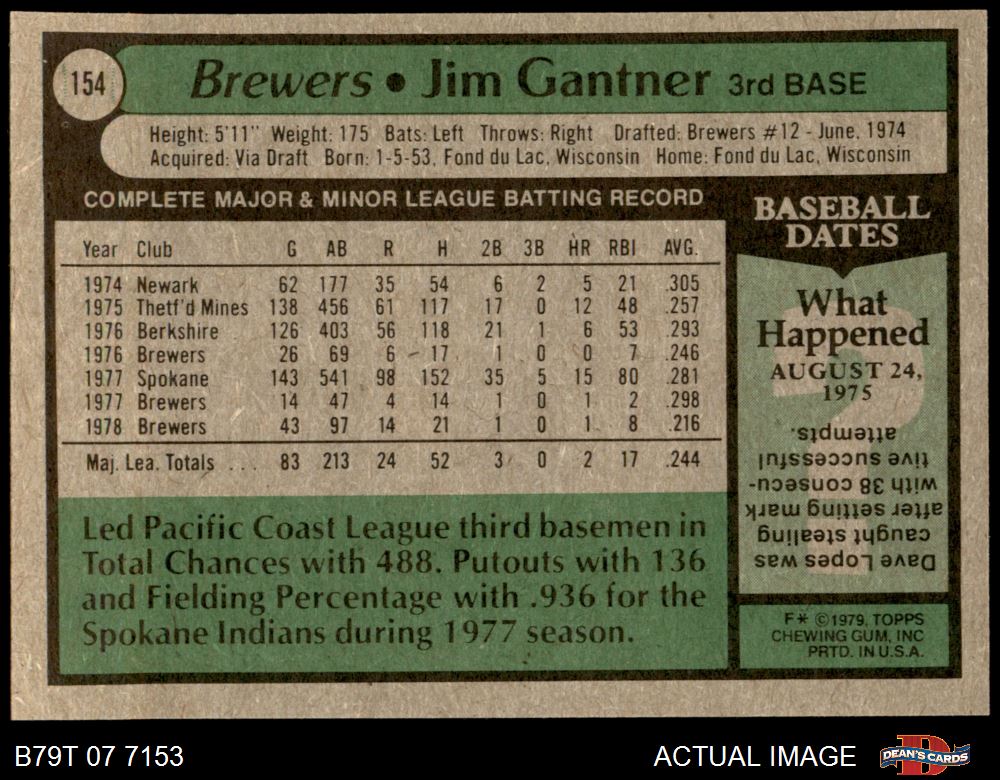 154
Brewers • Jim Gantner 3rd BASE
Height: 5'11" Weight: 175 Bats: Left Throws: Right Drafted: Brewers #12 - June, 1974
Acquired: Via Draft Born: 1-5-53, Fond du Lac, Wisconsin Home: Fond du Lac, Wisconsin
COMPLETE MAJOR & MINOR LEAGUE BATTING RECORD
Year Club G AB R H 2B 3B HR RBI AVG.
1974 Newark 62 177 35 54 6 2 5 21 .305
1975 Thetf'd Mines 138 456 61 117 17 0 12 48 .257
1976 Berkshire 126 403 56 118 21 1 6 53 .293
1976 Brewers 26 69 6 17 1 0 0 7 .246
1977 Spokane 143 541 98 152 35 5 15 80 .281
1977 Brewers 14 47 4 14 1 0 1 2 .298
1978 Brewers 43 97 14 21 1 0 1 8 .216
Maj. Lea. Totals ... 83 213 24 52 3 0 2 17 .244
Led Pacific Coast League third basemen in
Total Chances with 488. Putouts with 136
and Fielding Percentage with .936 for the
Spokane Indians during 1977 season.
BASEBALL
DATES
What
Happened
AUGUST 24,
1975
Dave Lopes was
caught stealing
after setting mark
with 38 consecu-
tive successful
attempts.
F* ©1979, TOPPS
CHEWING GUM, INC
PRTD. IN U.S.A.
B79T 07 7153
ACTUAL IMAGE
DEAN'S CARDS